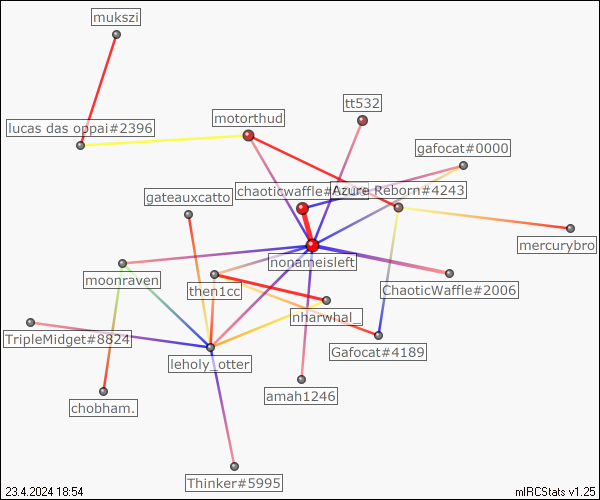 mukszi
tt532
motorthud
lucas das oppai#2396
gafocat#0000
chaoticwaffle#
Azure Reborn#4243
gateauxcatto
mercurybro
nonameisleft
moonraven
then1cc
ChaoticWaffle#2006
nharwhal_
TripleMidget#8824
Gafocat#4189
leholy_otter
amah1246
chobham.
Thinker#5995
23.4.2024 18:54
mIRCStats v1.25